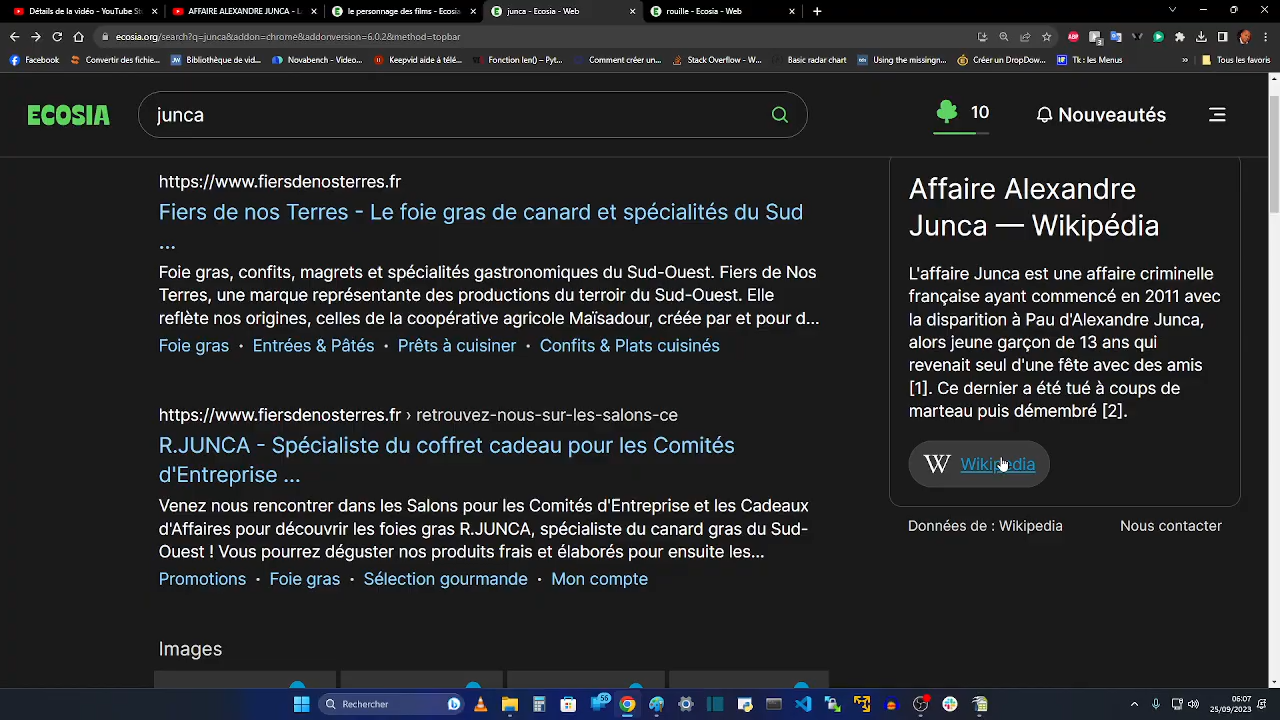 Détails de la vidéo - YouTube St
AFFAIRE ALEXANDRE JUNCA - L
le personnage des films - Ecosia
junca - Ecosia - Web
rouille - Ecosia - Web
ecosia.org/search?q=junca&addon=chrome&addonversion=6.0.2&method=topbar
Facebook
Convertir des fichie...
Bibliothèque de vid...
Novabench - Video...
Keepvid aide à télé...
Fonction len() – Pyt...
Comment créer un...
Stack Overflow - W...
Basic radar chart
Using the missingn...
Créer un DropDow...
Tk : les Menus
»
Tous les favoris
ECOSIA
junca
10
Nouveautés
https://www.fiersdenosterres.fr
Fiers de nos Terres - Le foie gras de canard et spécialités du Sud
...
Foie gras, confits, magrets et spécialités gastronomiques du Sud-Ouest. Fiers de Nos
Terres, une marque représentante des productions du terroir du Sud-Ouest. Elle
reflète nos origines, celles de la coopérative agricole Maïsadour, créée par et pour d...
Foie gras • Entrées & Pâtés • Prêts à cuisiner • Confits & Plats cuisinés
https://www.fiersdenosterres.fr › retrouvez-nous-sur-les-salons-ce
R.JUNCA - Spécialiste du coffret cadeau pour les Comités
d'Entreprise ...
Venez nous rencontrer dans les Salons pour les Comités d'Entreprise et les Cadeaux
d'Affaires pour découvrir les foies gras R.JUNCA, spécialiste du canard gras du Sud-
Ouest ! Vous pourrez déguster nos produits frais et élaborés pour ensuite les...
Promotions • Foie gras • Sélection gourmande • Mon compte
Images
Affaire Alexandre
Junca — Wikipédia
L'affaire Junca est une affaire criminelle
française ayant commencé en 2011 avec
la disparition à Pau d'Alexandre Junca,
alors jeune garçon de 13 ans qui
revenait seul d'une fête avec des amis
[1]. Ce dernier a été tué à coups de
marteau puis démembré [2].
W Wikipedia
Données de : Wikipedia
Nous contacter
Rechercher
56
06:07
25/09/2023